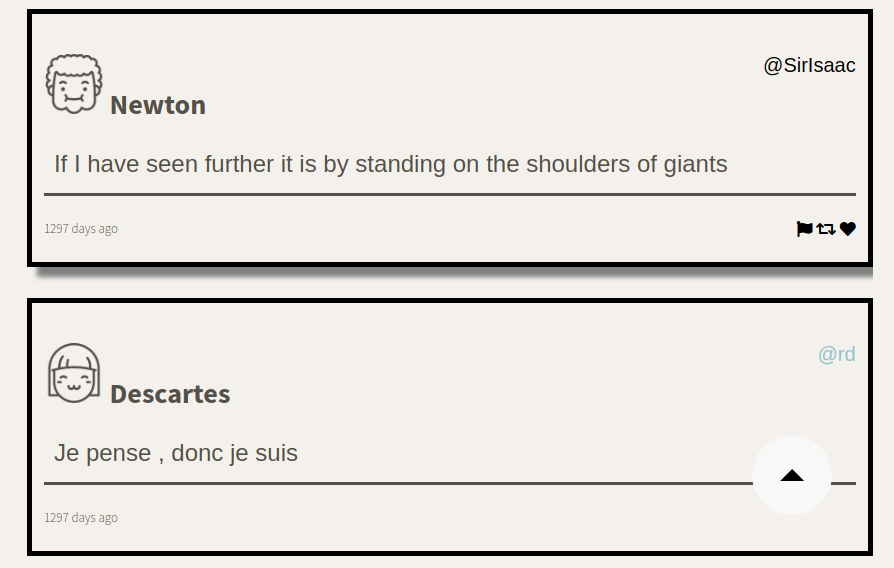 @SirIsaac
Newton
If I have seen further it is by standing on the shoulders of giants
1297 days ago
@rd
Descartes
Je pense , donc je suis
1297 days ago